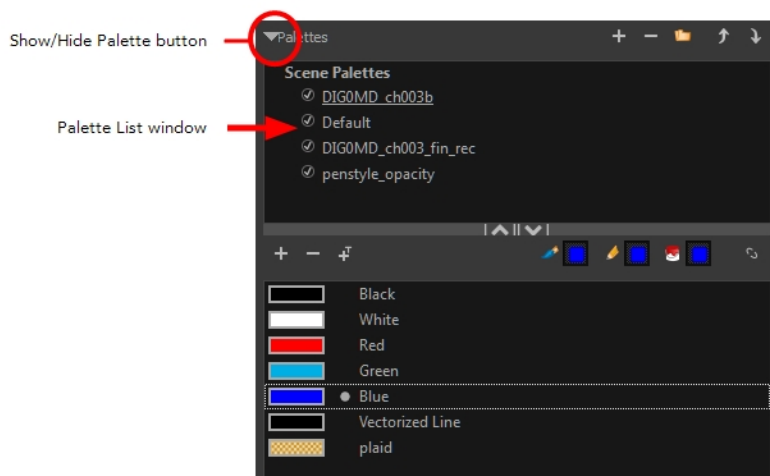 Show/Hide Palette button
Palettes
Scene Palettes
DIG0MD_ch003b
Palette List window
Default
DIG0MD_ch003_fin_rec
penstyle_opacity
Black
White
Red
Green
Blue
Vectorized Line
plaid